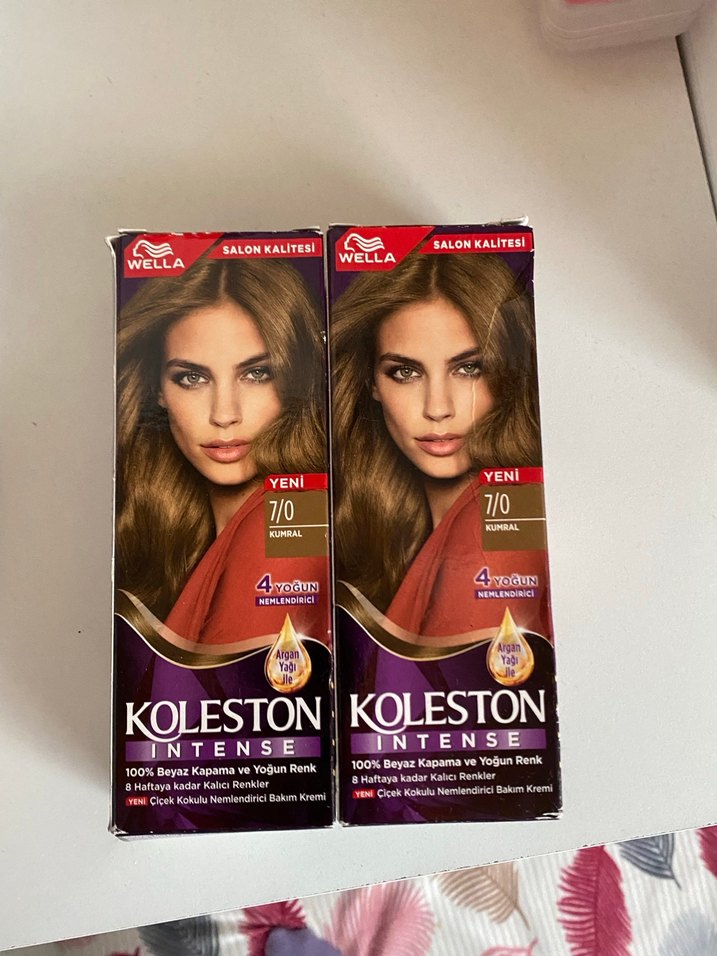 WELLA
SALON KALİTESİ
YENİ
7/0
KUMRAL
4 YOĞUN
NEMLENDİRİCİ
Argan
Yağı
ile
KOLESTON
INTENSE
100% Beyaz Kapama ve Yoğun Renk
8 Haftaya kadar Kalıcı Renkler
YENİ Çiçek Kokulu Nemlendirici Bakım Kremi
WELLA
SALON KALİTESİ
YENİ
7/0
KUMRAL
4 YOĞUN
NEMLENDİRİCİ
Argan
Yağı
ile
KOLESTON
INTENSE
100% Beyaz Kapama ve Yoğun Renk
8 Haftaya kadar Kalıcı Renkler
YENİ Çiçek Kokulu Nemlendirici Bakım Kremi